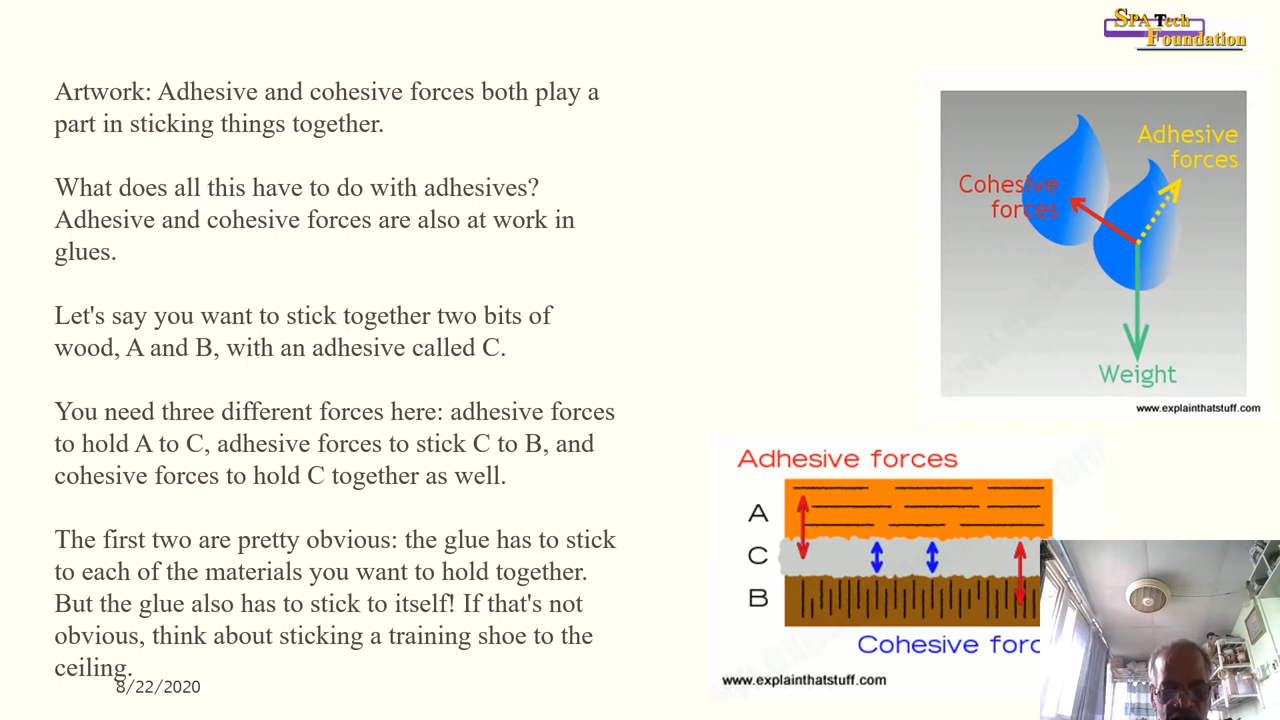 SPA Tech
Foundation
Artwork: Adhesive and cohesive forces both play a
part in sticking things together.
What does all this have to do with adhesives?
Adhesive and cohesive forces are also at work in
glues.
Let's say you want to stick together two bits of
wood, A and B, with an adhesive called C.
You need three different forces here: adhesive forces
to hold A to C, adhesive forces to stick C to B, and
cohesive forces to hold C together as well.
The first two are pretty obvious: the glue has to stick
to each of the materials you want to hold together.
But the glue also has to stick to itself! If that's not
obvious, think about sticking a training shoe to the
ceiling.
8/22/2020
Adhesive
forces
Cohesive
forces
Weight
www.explainthatstuff.com
Adhesive forces
A
C
B
Cohesive forc
www.explainthatstuff.com